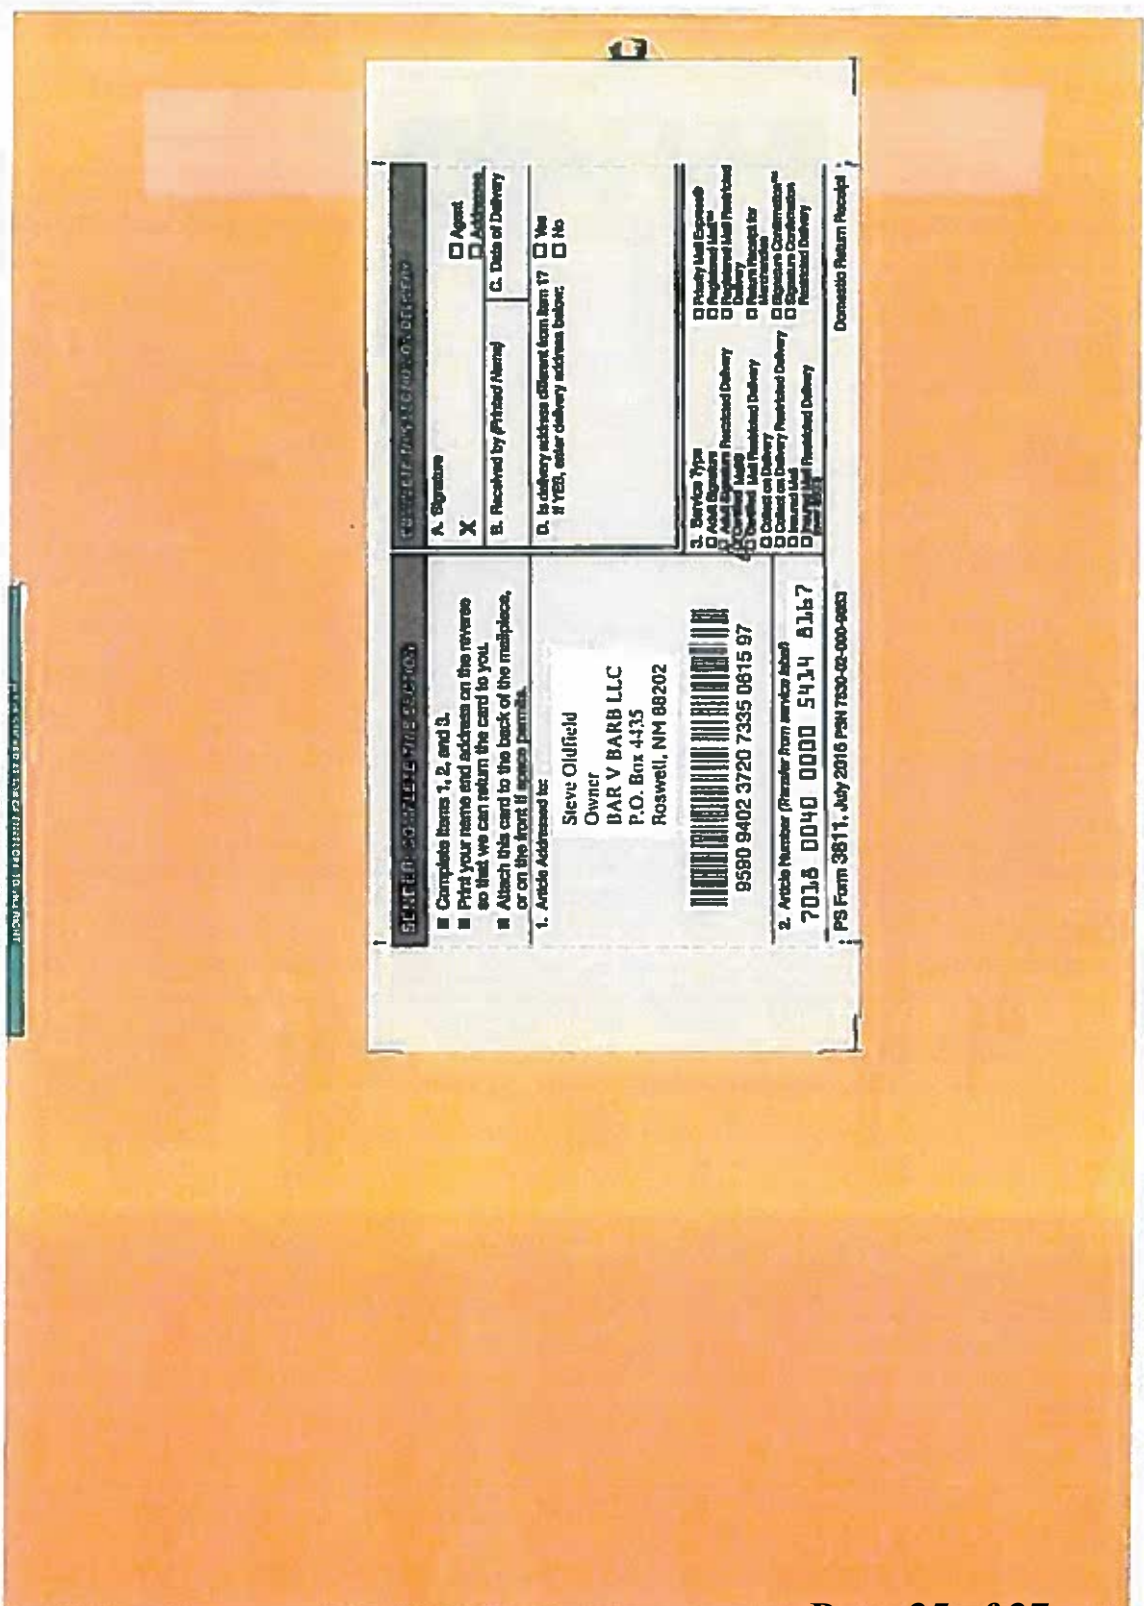 SENDER: COMPLETE THIS SECTION
■ Complete items 1, 2, and 3.
■ Print your name and address on the reverse
so that we can return the card to you.
■ Attach this card to the back of the mailpiece,
or on the front if space permits.
1. Article Addressed to:
Steve Oldfield
Owner
BAR V BARB LLC
P.O. Box 4435
Roswell, NM 88202
9590 9402 3720 7335 0815 97
2. Article Number (Transfer from service label)
7018 0040 0000 5414 8167
COMPLETE THIS SECTION ON DELIVERY
A. Signature
X
☐ Agent
☐ Addressee
B. Received by (Printed Name)
C. Date of Delivery
D. Is delivery address different from item 1? ☐ Yes
If YES, enter delivery address below: ☐ No
3. Service Type
☐ Adult Signature
☐ Adult Signature Restricted Delivery
Certified Mail®
☐ Certified Mail Restricted Delivery
☐ Collect on Delivery
☐ Collect on Delivery Restricted Delivery
☐ Insured Mail
☐ Insured Mail Restricted Delivery
☐ Priority Mail Express®
☐ Registered Mail™
☐ Registered Mail Restricted
Delivery
☐ Return Receipt for
Merchandise
☐ Signature Confirmation™
☐ Signature Confirmation
Restricted Delivery
PS Form 3811, July 2015 PSN 7530-02-000-9053
Domestic Return Receipt